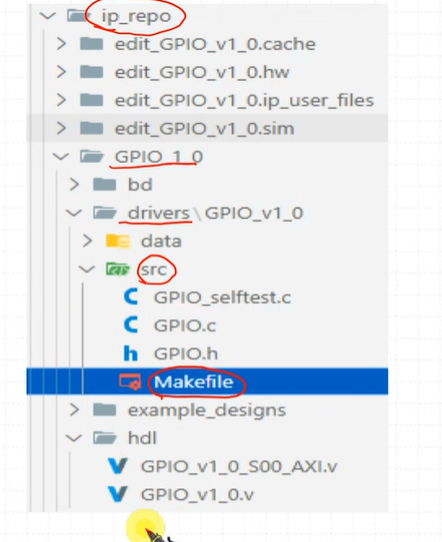 ip_repo
edit_GPIO_v1_0.cache
edit_GPIO_v1_0.hw
edit_GPIO_v1_0.ip_user_files
edit_GPIO_v1_0.sim
GPIO_1_0
bd
drivers\GPIO_v1_0
data
src
C GPIO_selftest.c
C GPIO.c
h GPIO.h
Makefile
example_designs
hdl
GPIO_v1_0_S00_AXI.v
GPIO_v1_0.v